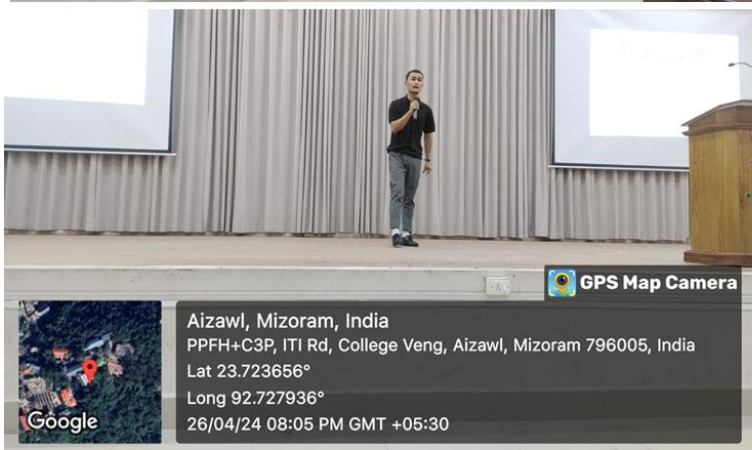 GPS Map Camera
Aizawl, Mizoram, India
PPFH+C3P, ITI Rd, College Veng, Aizawl, Mizoram 796005, India
Lat 23.723656°
Long 92.727936°
26/04/24 08:05 PM GMT +05:30
Google